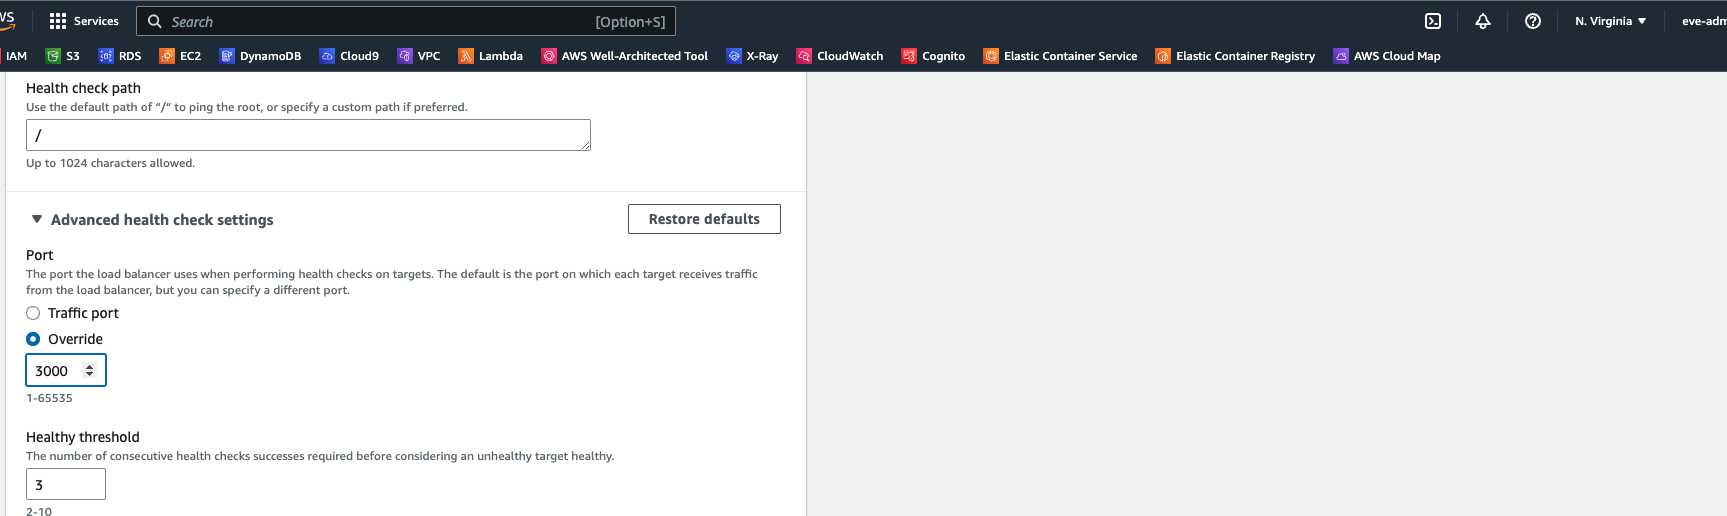 WS Services Search [Option+S] N. Virginia eve-adm
IAM S3 RDS EC2 DynamoDB Cloud9 VPC Lambda AWS Well-Architected Tool X-Ray CloudWatch Cognito Elastic Container Service Elastic Container Registry AWS Cloud Map
Health check path
Use the default path of “/” to ping the root, or specify a custom path if preferred.
/
Up to 1024 characters allowed.
Advanced health check settings Restore defaults
Port
The port the load balancer uses when performing health checks on targets. The default is the port on which each target receives traffic
from the load balancer, but you can specify a different port.
Traffic port
Override
3000
1-65535
Healthy threshold
The number of consecutive health checks successes required before considering an unhealthy target healthy.
3
2-10